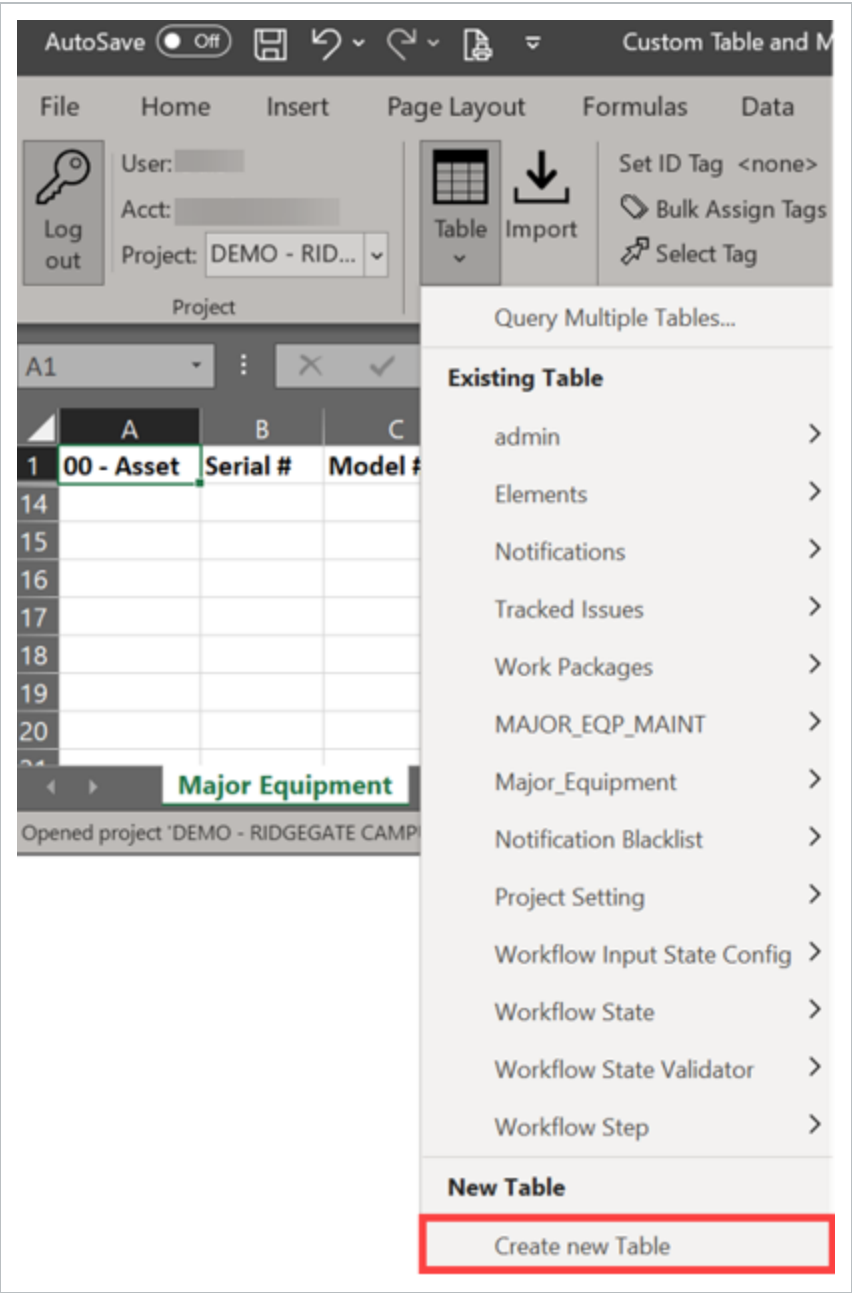 AutoSave Off Custom Table and M
File Home Insert Page Layout Formulas Data
Log out
User:
Acct:
Project: DEMO - RID...
Project
Table
Import
Set ID Tag <none>
Bulk Assign Tags
Select Tag
A1
A B C
1 00 - Asset Serial # Model #
14
15
16
17
18
19
20
21
Major Equipment
Opened project 'DEMO - RIDGEGATE CAMP
Query Multiple Tables...
Existing Table
admin
Elements
Notifications
Tracked Issues
Work Packages
MAJOR_EQP_MAINT
Major_Equipment
Notification Blacklist
Project Setting
Workflow Input State Config
Workflow State
Workflow State Validator
Workflow Step
New Table
Create new Table